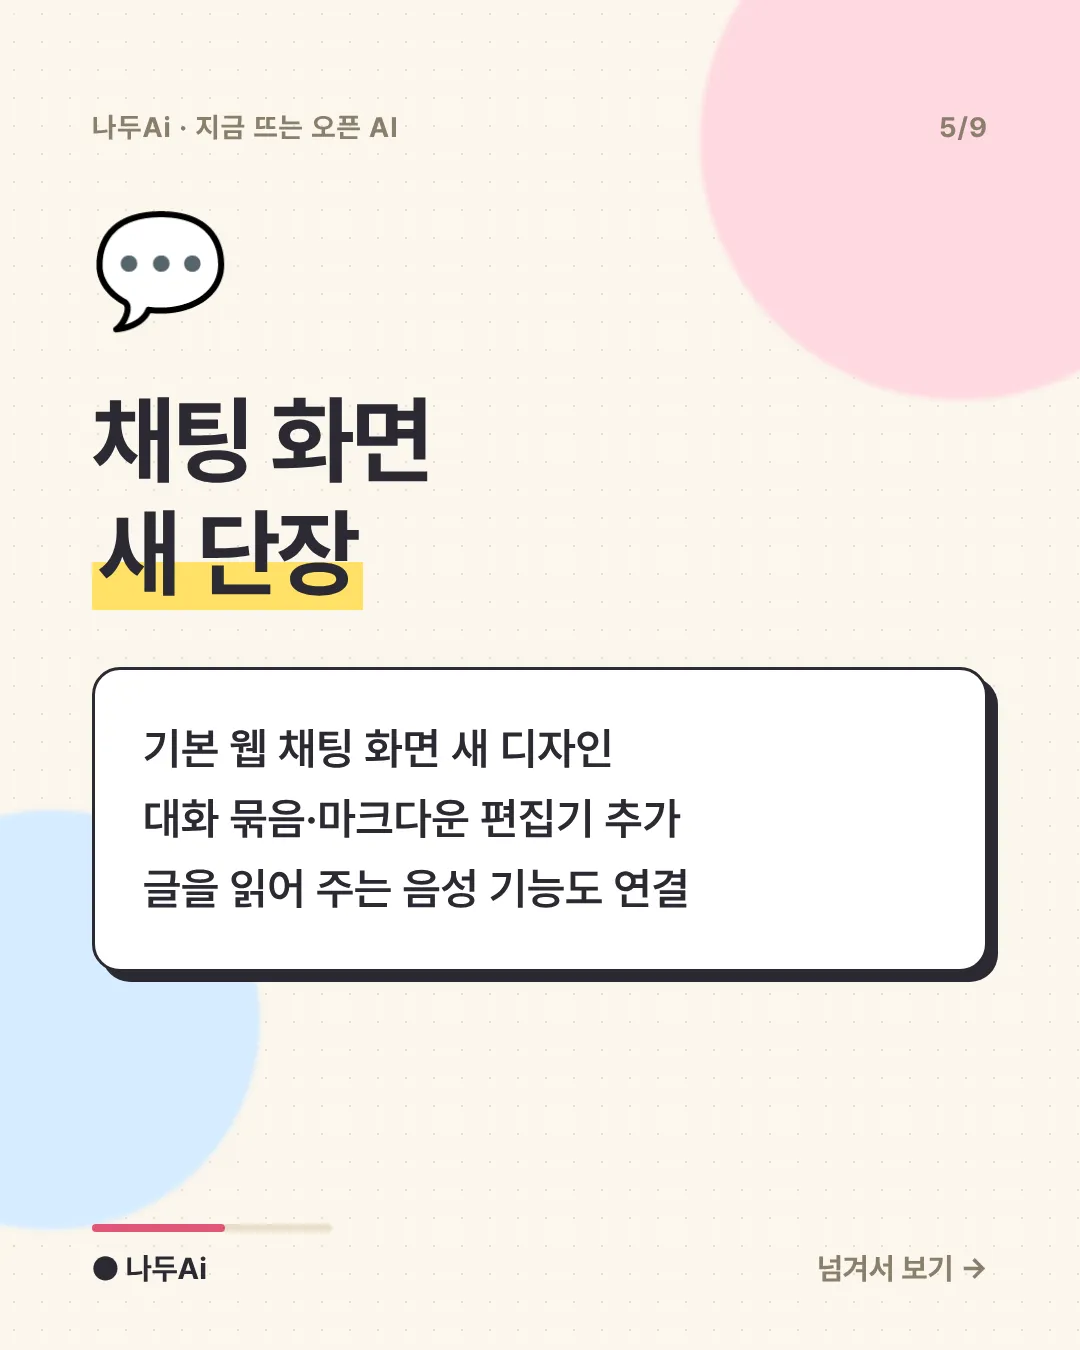 나두Ai · 지금 뜨는 오픈 AI
5/9
채팅 화면
새 단장
기본 웹 채팅 화면 새 디자인
대화 묶음·마크다운 편집기 추가
글을 읽어 주는 음성 기능도 연결
나두Ai
넘겨서 보기 →